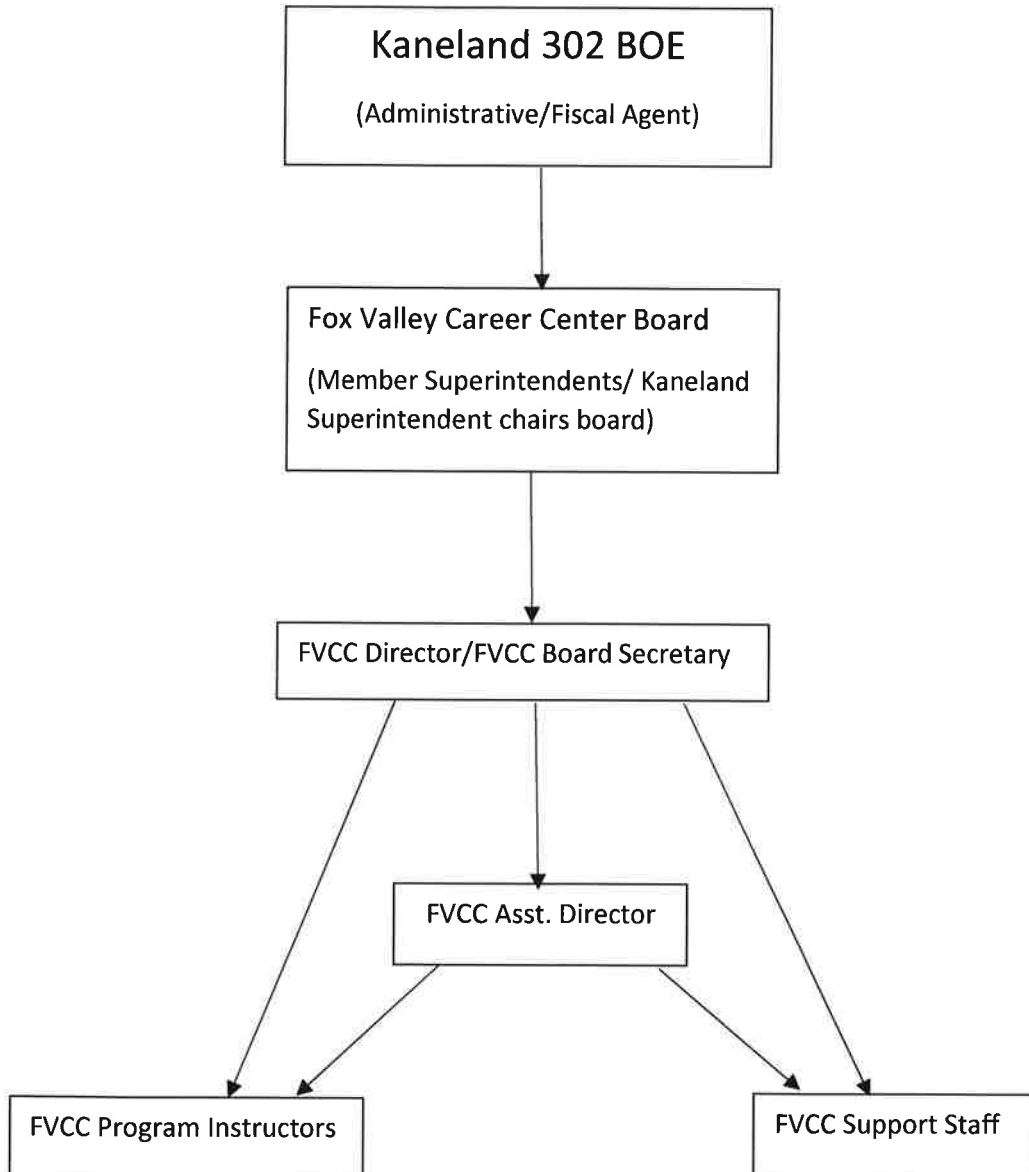 Kaneland 302 BOE
(Administrative/Fiscal Agent)
Fox Valley Career Center Board
(Member Superintendents/ Kaneland
Superintendent chairs board)
FVCC Director/FVCC Board Secretary
FVCC Asst. Director
FVCC Program Instructors
FVCC Support Staff